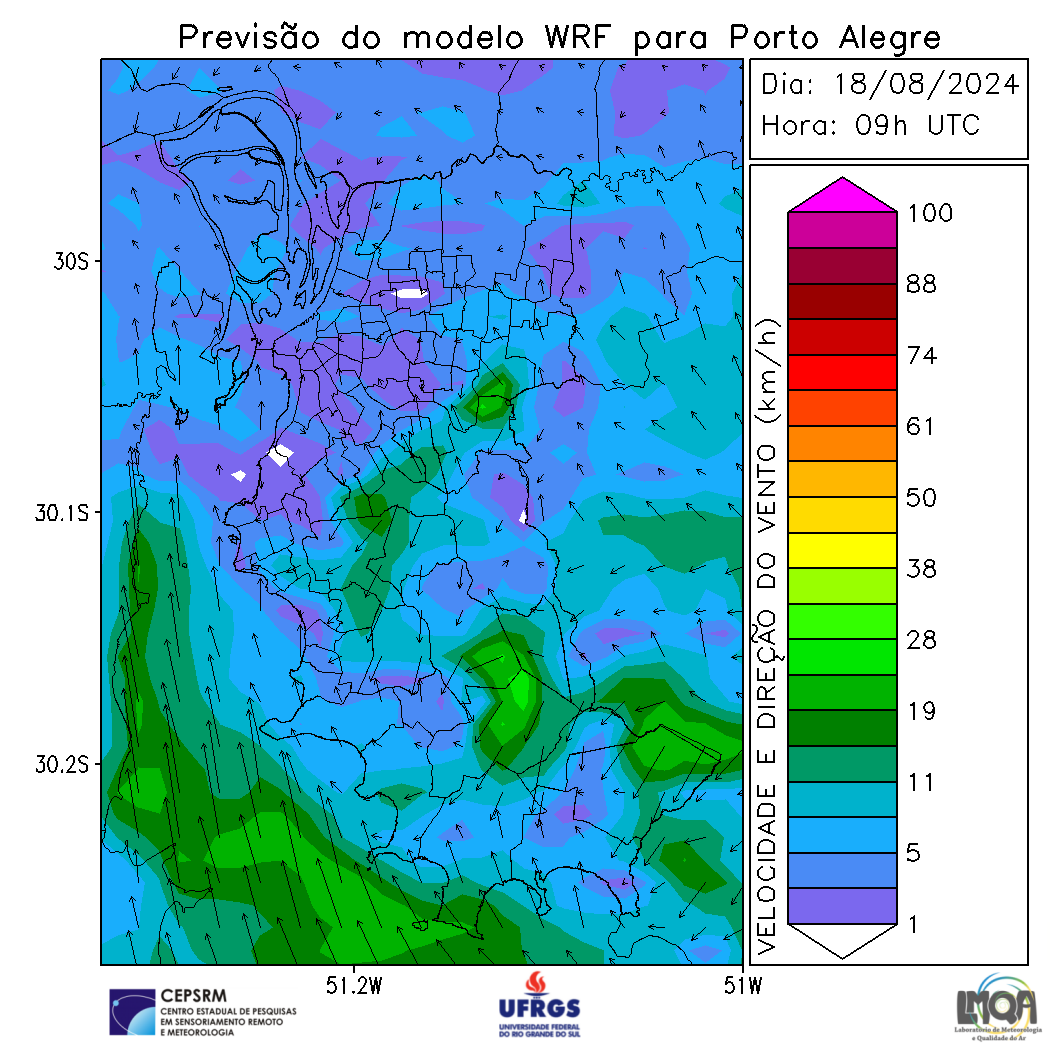 Previsão do modelo WRF para Porto Alegre
Dia: 18/08/2024
Hora: 09h UTC
30S
30.1S
30.2S
51.2W
51W
VELOCIDADE E DIREÇÃO DO VENTO (km/h)
100
88
74
61
50
38
28
19
11
5
1
CEPSRM
CENTRO ESTADUAL DE PESQUISAS
EM SENSORIAMENTO REMOTO
E METEOROLOGIA
UFRGS
UNIVERSIDADE FEDERAL
DO RIO GRANDE DO SUL
LMQA
Laboratório de Meteorologia
e Qualidade do Ar